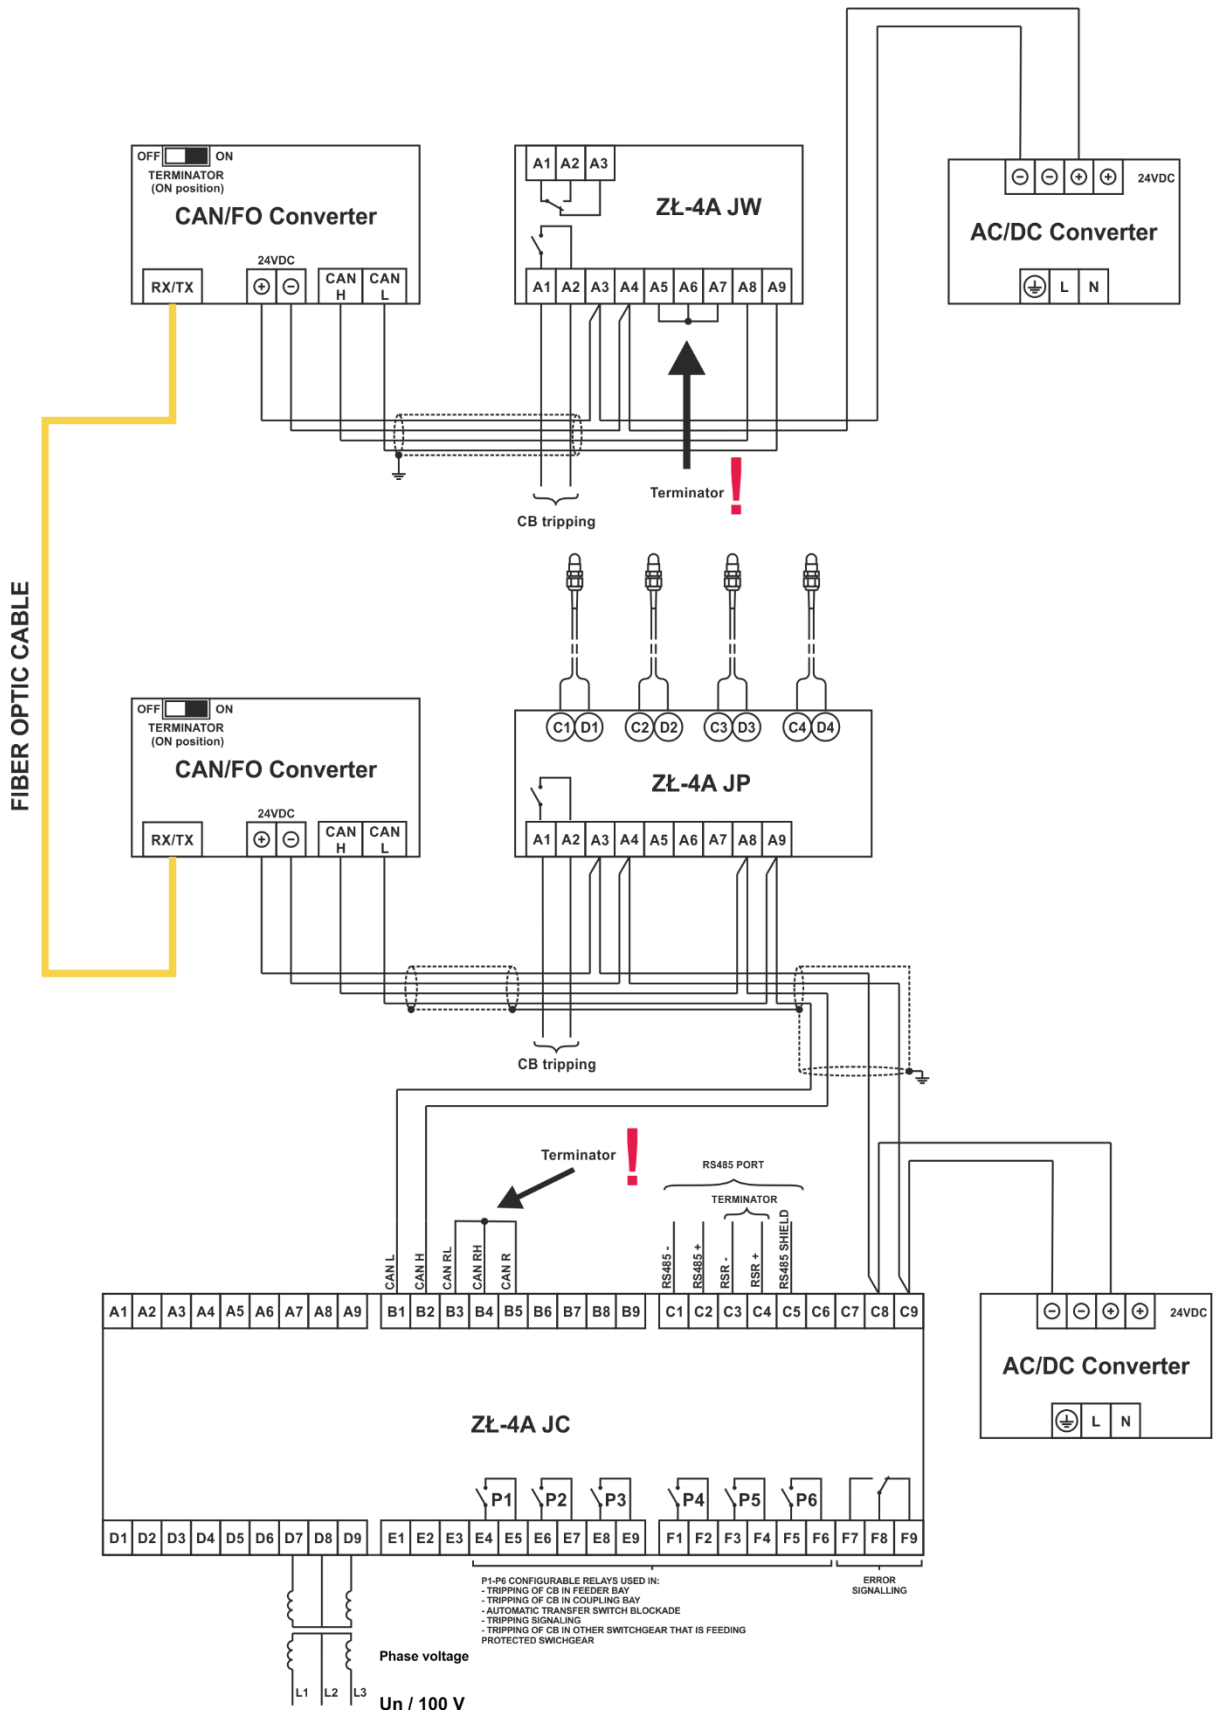 OFF ON
TERMINATOR
(ON position)
CAN/FO Converter
24VDC
RX/TX + − CAN H CAN L
A1 A2 A3
ZŁ-4A JW
A1 A2 A3 A4 A5 A6 A7 A8 A9
− − + + 24VDC
AC/DC Converter
L N
Terminator !
CB tripping
FIBER OPTIC CABLE
OFF ON
TERMINATOR
(ON position)
CAN/FO Converter
24VDC
RX/TX + − CAN H CAN L
C1 D1 C2 D2 C3 D3 C4 D4
ZŁ-4A JP
A1 A2 A3 A4 A5 A6 A7 A8 A9
CB tripping
Terminator !
RS485 PORT
TERMINATOR
CAN L
CAN H
CAN RL
CAN RH
CAN R
RS485 -
RS485 +
RSR -
RSR +
RS485 SHIELD
A1 A2 A3 A4 A5 A6 A7 A8 A9 B1 B2 B3 B4 B5 B6 B7 B8 B9 C1 C2 C3 C4 C5 C6 C7 C8 C9
− − + + 24VDC
AC/DC Converter
L N
ZŁ-4A JC
P1 P2 P3 P4 P5 P6
D1 D2 D3 D4 D5 D6 D7 D8 D9 E1 E2 E3 E4 E5 E6 E7 E8 E9 F1 F2 F3 F4 F5 F6 F7 F8 F9
P1-P6 CONFIGURABLE RELAYS USED IN:
- TRIPPING OF CB IN FEEDER BAY
- TRIPPING OF CB IN COUPLING BAY
- AUTOMATIC TRANSFER SWITCH BLOCKADE
- TRIPPING SIGNALING
- TRIPPING OF CB IN OTHER SWITCHGEAR THAT IS FEEDING
PROTECTED SWICHGEAR
ERROR
SIGNALLING
Phase voltage
L1 L2 L3
Un / 100 V